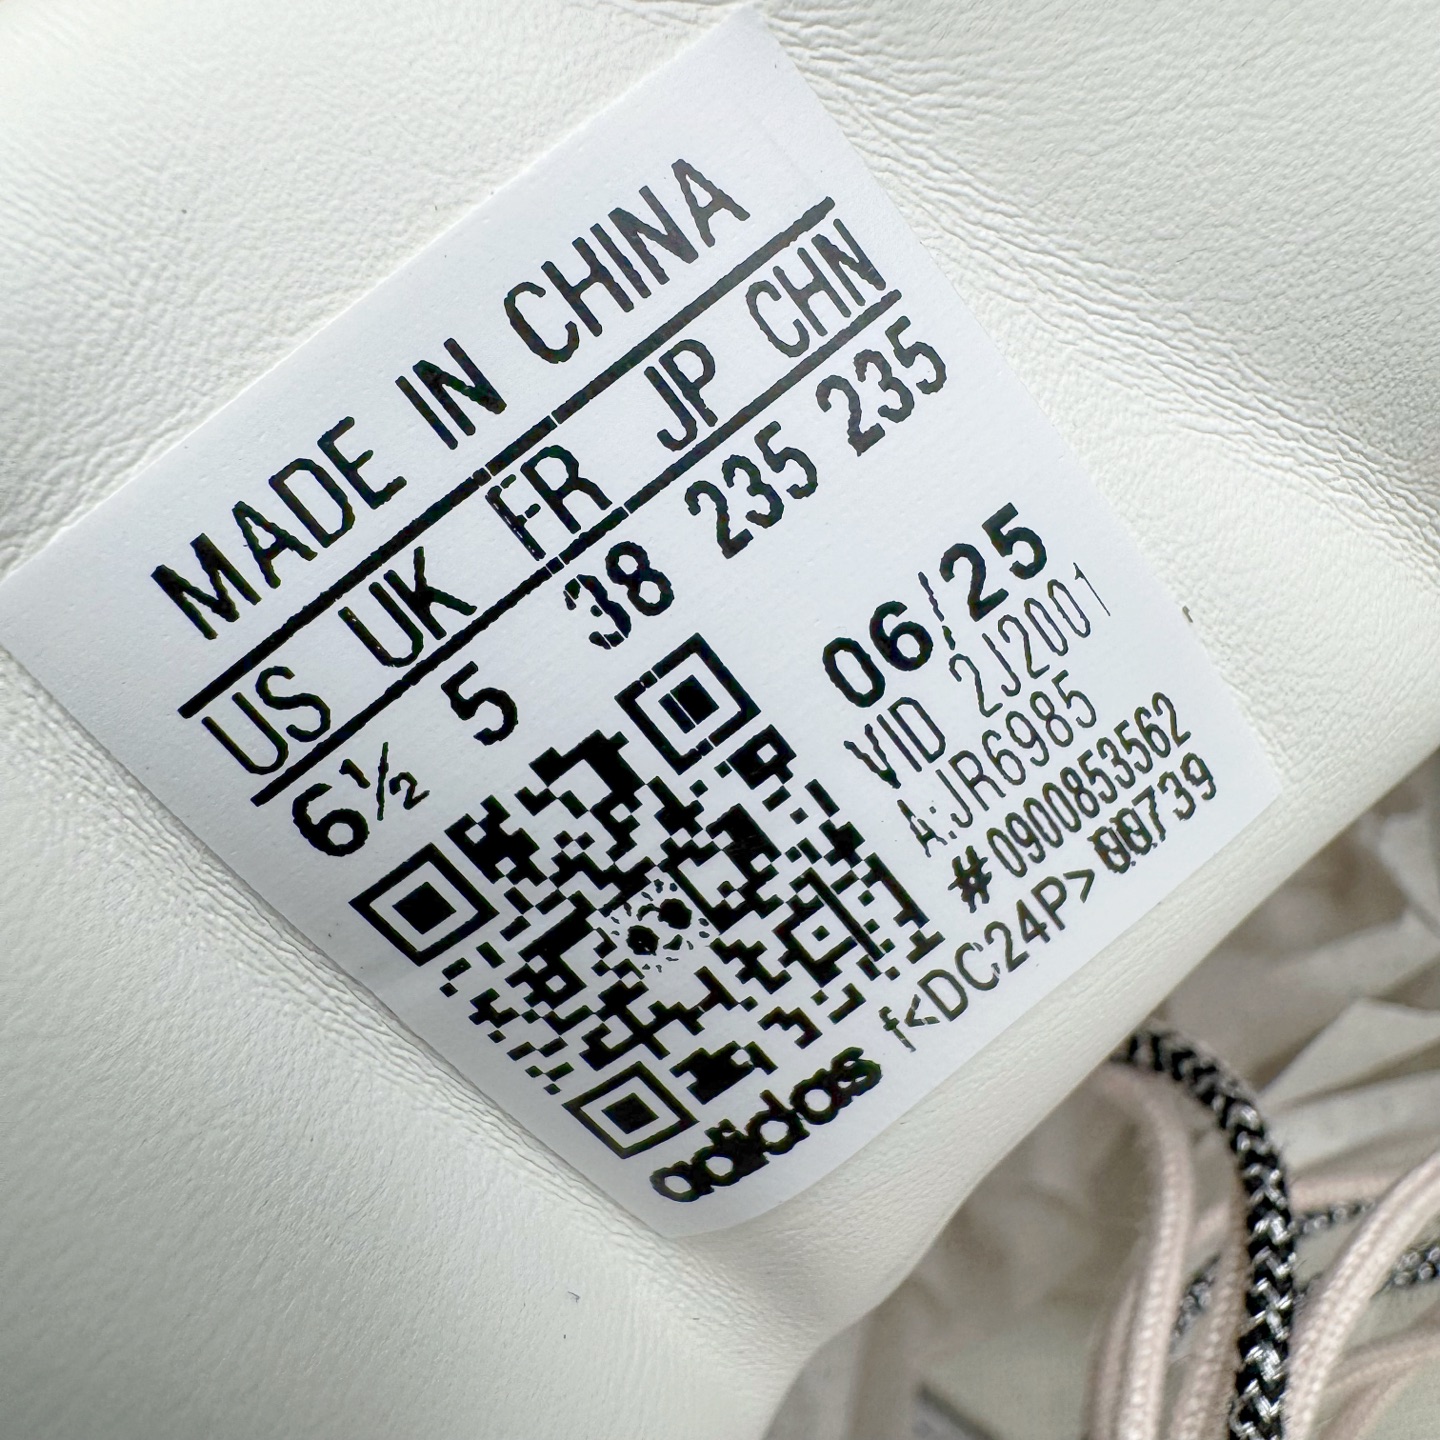 MADE IN CHINA
US UK FR JP CHN
6½ 5 38 235 235
06/25
VID 2J2001
A:JR6985
#0900853562
f<DC24P>
adidas